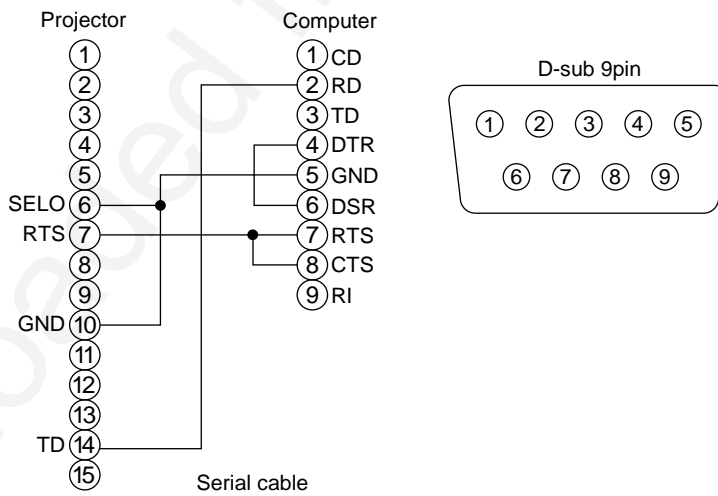 Projector
1
2
3
4
5
SELO 6
RTS 7
8
9
GND 10
11
12
13
TD 14
15
Computer
1 CD
2 RD
3 TD
4 DTR
5 GND
6 DSR
7 RTS
8 CTS
9 RI
Serial cable
D-sub 9pin
1 2 3 4 5
6 7 8 9